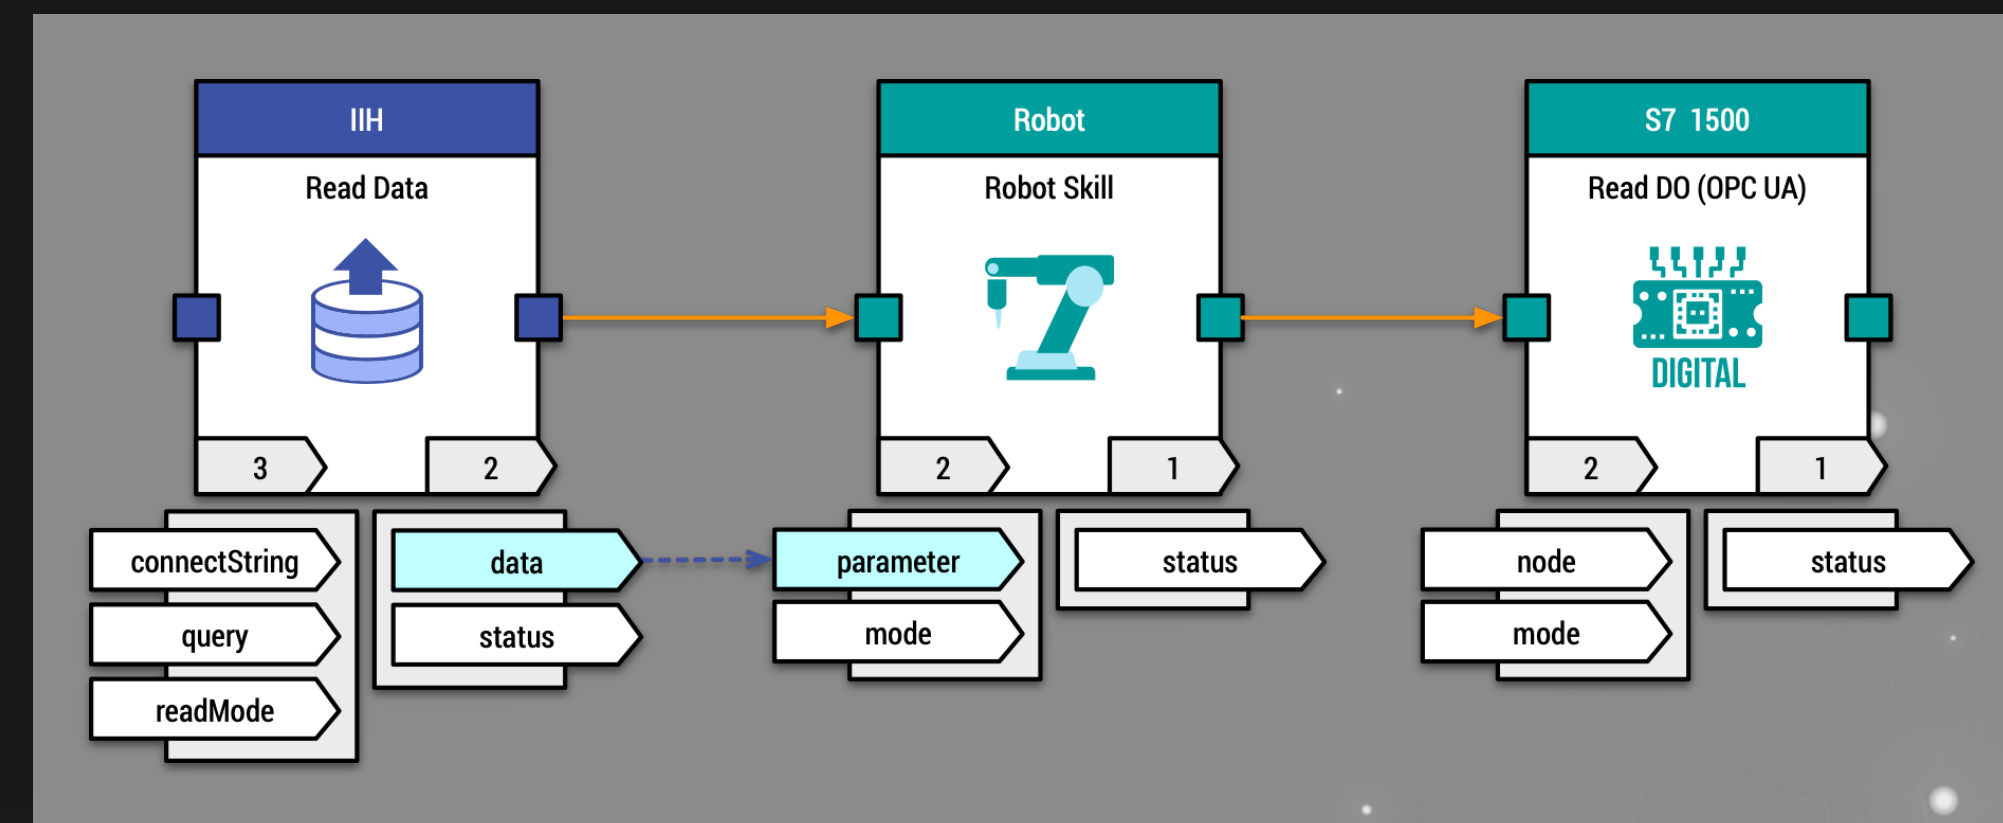 IIH
Read Data
3
2
connectString
query
readMode
data
status
Robot
Robot Skill
2
1
parameter
mode
status
S7 1500
Read DO (OPC UA)
DIGITAL
2
1
node
mode
status